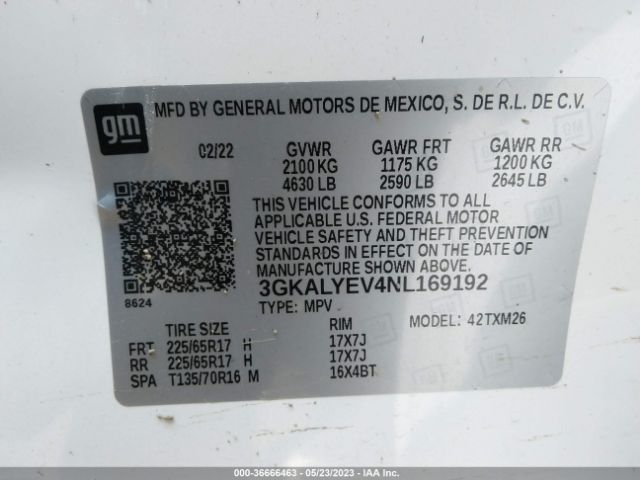 gm
MFD BY GENERAL MOTORS DE MEXICO, S. DE R.L. DE C.V.
02/22 GVWR GAWR FRT GAWR RR
2100 KG 1175 KG 1200 KG
4630 LB 2590 LB 2645 LB
THIS VEHICLE CONFORMS TO ALL
APPLICABLE U.S. FEDERAL MOTOR
VEHICLE SAFETY AND THEFT PREVENTION
STANDARDS IN EFFECT ON THE DATE OF
MANUFACTURE SHOWN ABOVE.
3GKALYEV4NL169192
8624
TYPE: MPV MODEL: 42TXM26
TIRE SIZE RIM
FRT 225/65R17 H 17X7J
RR 225/65R17 H 17X7J
SPA T135/70R16 M 16X4BT
000-36666463 - 05/23/2023 - IAAI.COM